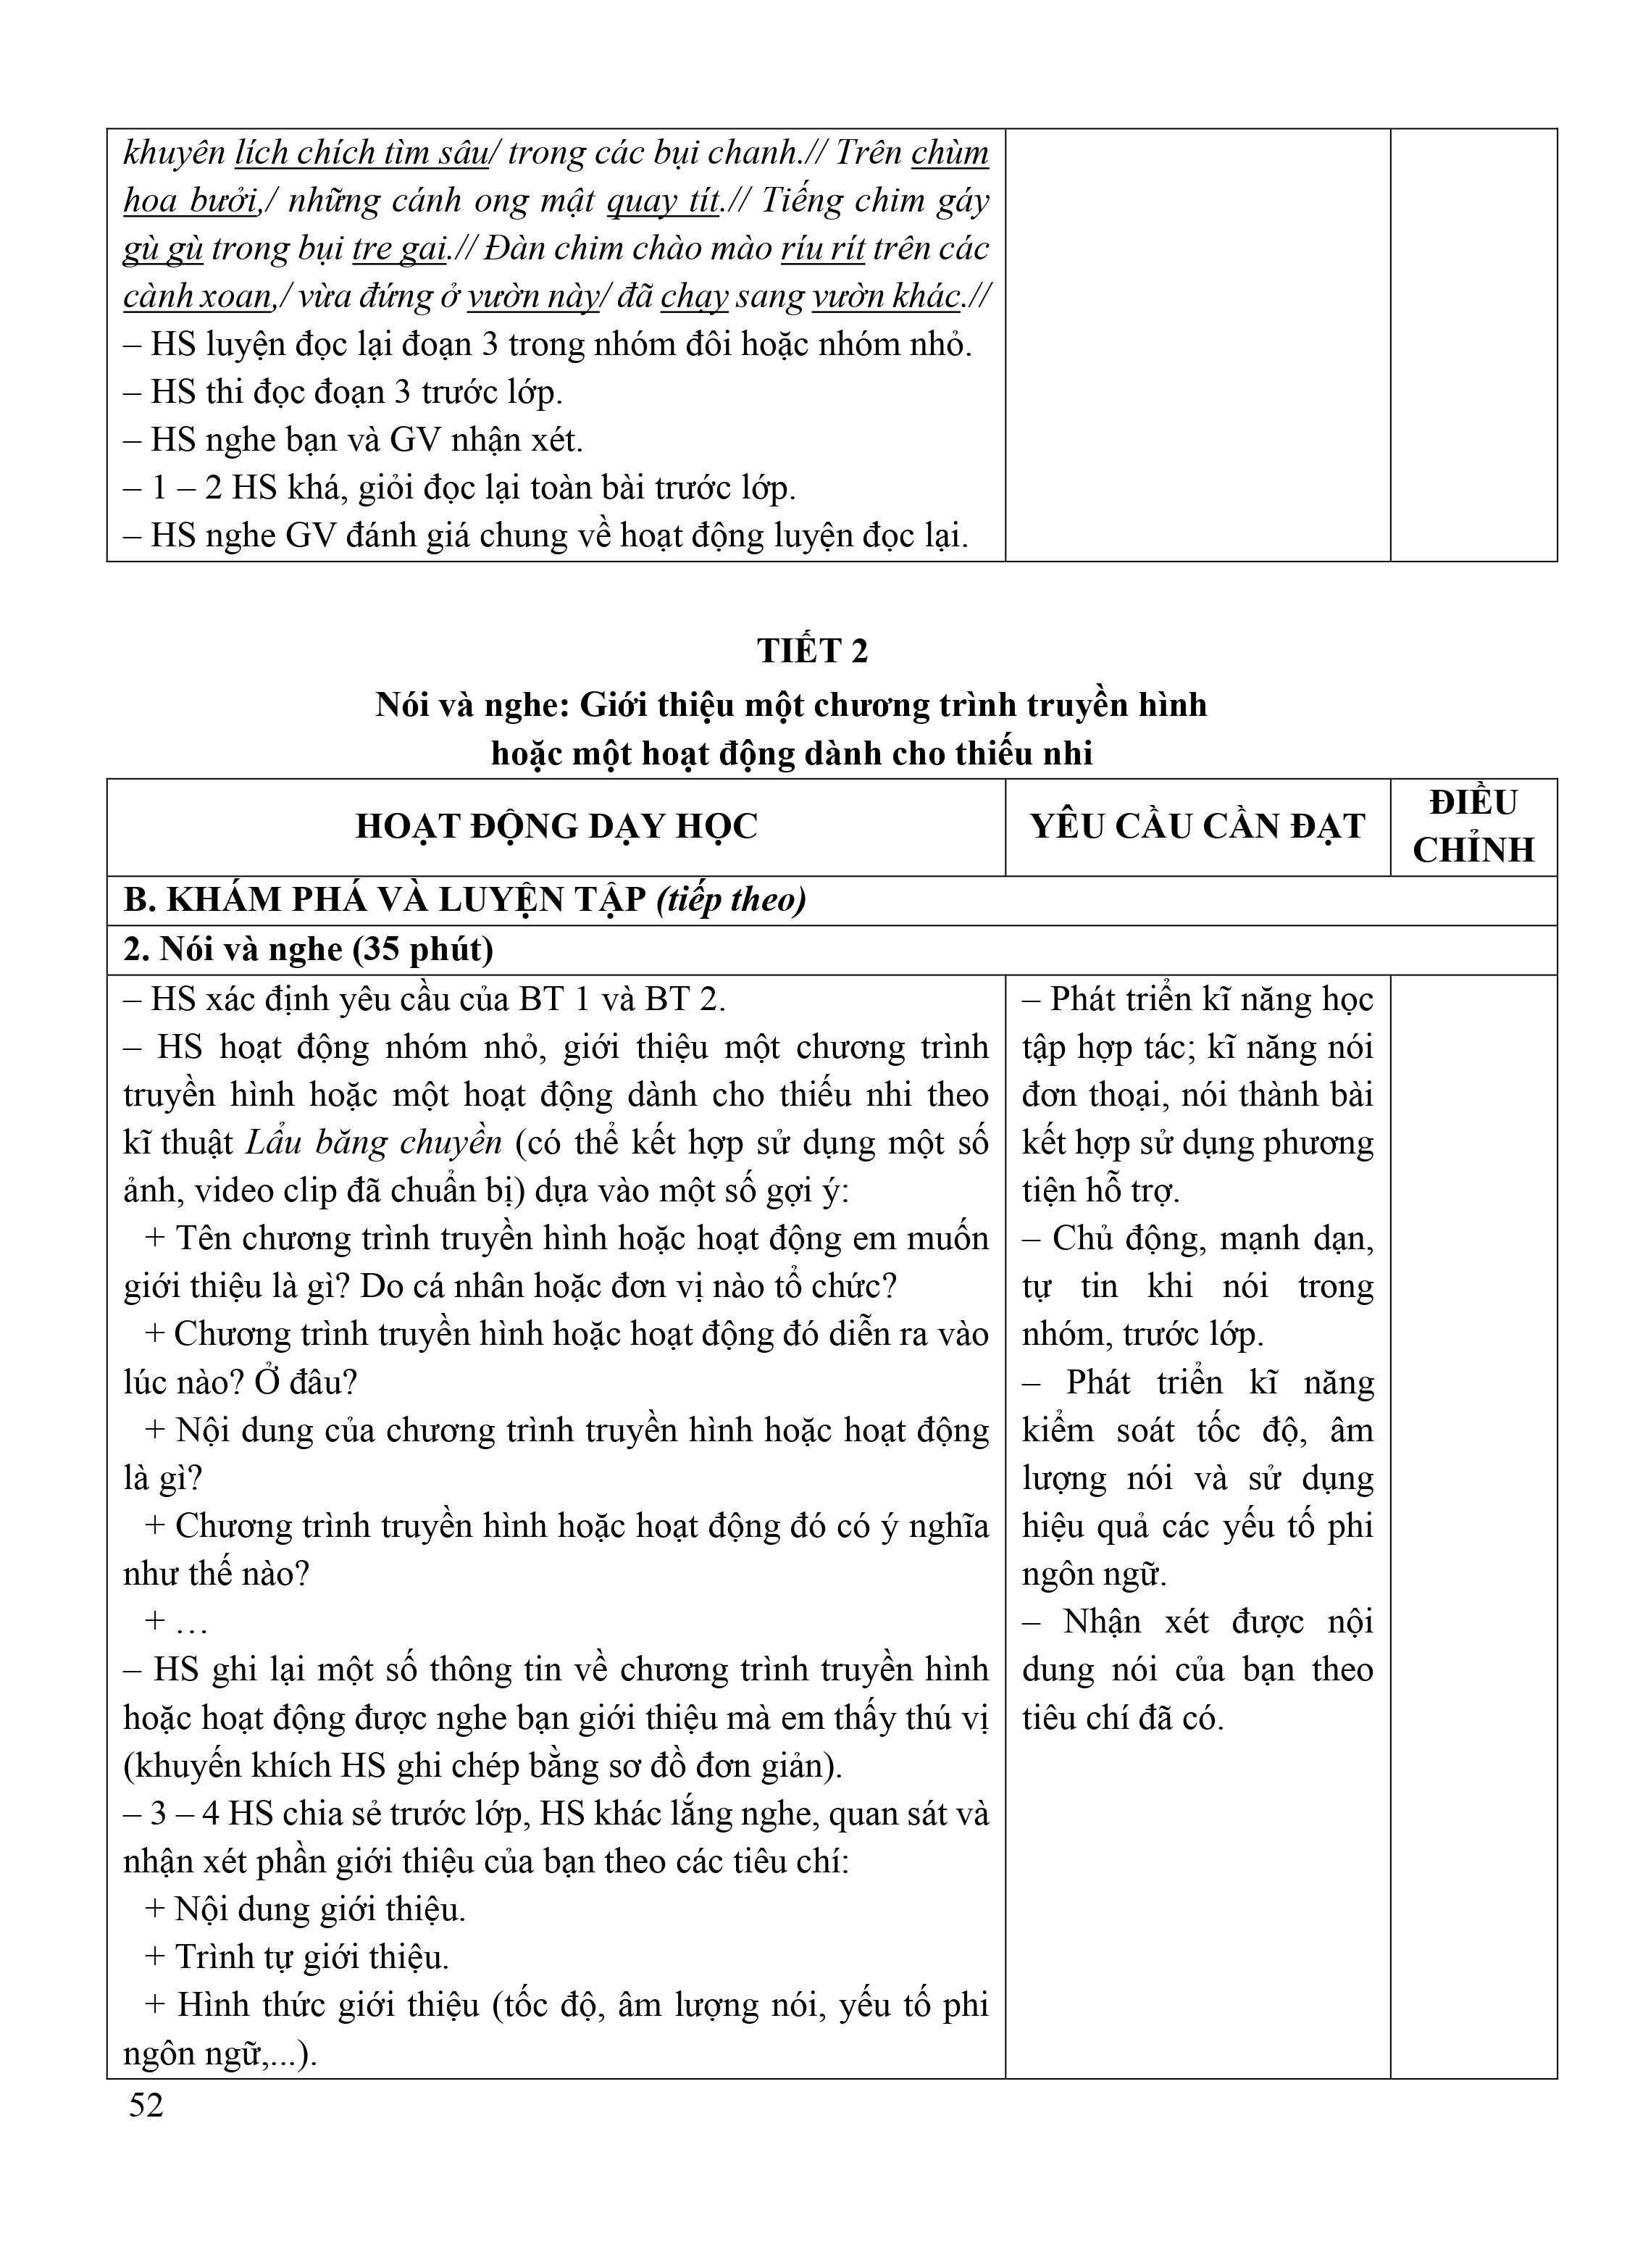 khuyên lích chích tìm sâu/ trong các bụi chanh.// Trên chùm
hoa bưởi,/ những cánh ong mật quay tít.// Tiếng chim gáy
gù gù trong bụi tre gai.// Đàn chim chào mào ríu rít trên các
cành xoan,/ vừa đứng ở vườn này/ đã chạy sang vườn khác.//
– HS luyện đọc lại đoạn 3 trong nhóm đôi hoặc nhóm nhỏ.
– HS thi đọc đoạn 3 trước lớp.
– HS nghe bạn và GV nhận xét.
– 1 – 2 HS khá, giỏi đọc lại toàn bài trước lớp.
– HS nghe GV đánh giá chung về hoạt động luyện đọc lại.
TIẾT 2
Nói và nghe: Giới thiệu một chương trình truyền hình
hoặc một hoạt động dành cho thiếu nhi
HOẠT ĐỘNG DẠY HỌC
YÊU CẦU CẦN ĐẠT
ĐIỀU
CHỈNH
B. KHÁM PHÁ VÀ LUYỆN TẬP (tiếp theo)
2. Nói và nghe (35 phút)
– HS xác định yêu cầu của BT 1 và BT 2.
– HS hoạt động nhóm nhỏ, giới thiệu một chương trình
truyền hình hoặc một hoạt động dành cho thiếu nhi theo
kĩ thuật Lẩu băng chuyền (có thể kết hợp sử dụng một số
ảnh, video clip đã chuẩn bị) dựa vào một số gợi ý:
+ Tên chương trình truyền hình hoặc hoạt động em muốn
giới thiệu là gì? Do cá nhân hoặc đơn vị nào tổ chức?
+ Chương trình truyền hình hoặc hoạt động đó diễn ra vào
lúc nào? Ở đâu?
+ Nội dung của chương trình truyền hình hoặc hoạt động
là gì?
+ Chương trình truyền hình hoặc hoạt động đó có ý nghĩa
như thế nào?
+ …
– HS ghi lại một số thông tin về chương trình truyền hình
hoặc hoạt động được nghe bạn giới thiệu mà em thấy thú vị
(khuyến khích HS ghi chép bằng sơ đồ đơn giản).
– 3 – 4 HS chia sẻ trước lớp, HS khác lắng nghe, quan sát và
nhận xét phần giới thiệu của bạn theo các tiêu chí:
+ Nội dung giới thiệu.
+ Trình tự giới thiệu.
+ Hình thức giới thiệu (tốc độ, âm lượng nói, yếu tố phi
ngôn ngữ,...).
– Phát triển kĩ năng học
tập hợp tác; kĩ năng nói
đơn thoại, nói thành bài
kết hợp sử dụng phương
tiện hỗ trợ.
– Chủ động, mạnh dạn,
tự tin khi nói trong
nhóm, trước lớp.
– Phát triển kĩ năng
kiểm soát tốc độ, âm
lượng nói và sử dụng
hiệu quả các yếu tố phi
ngôn ngữ.
– Nhận xét được nội
dung nói của bạn theo
tiêu chí đã có.
52